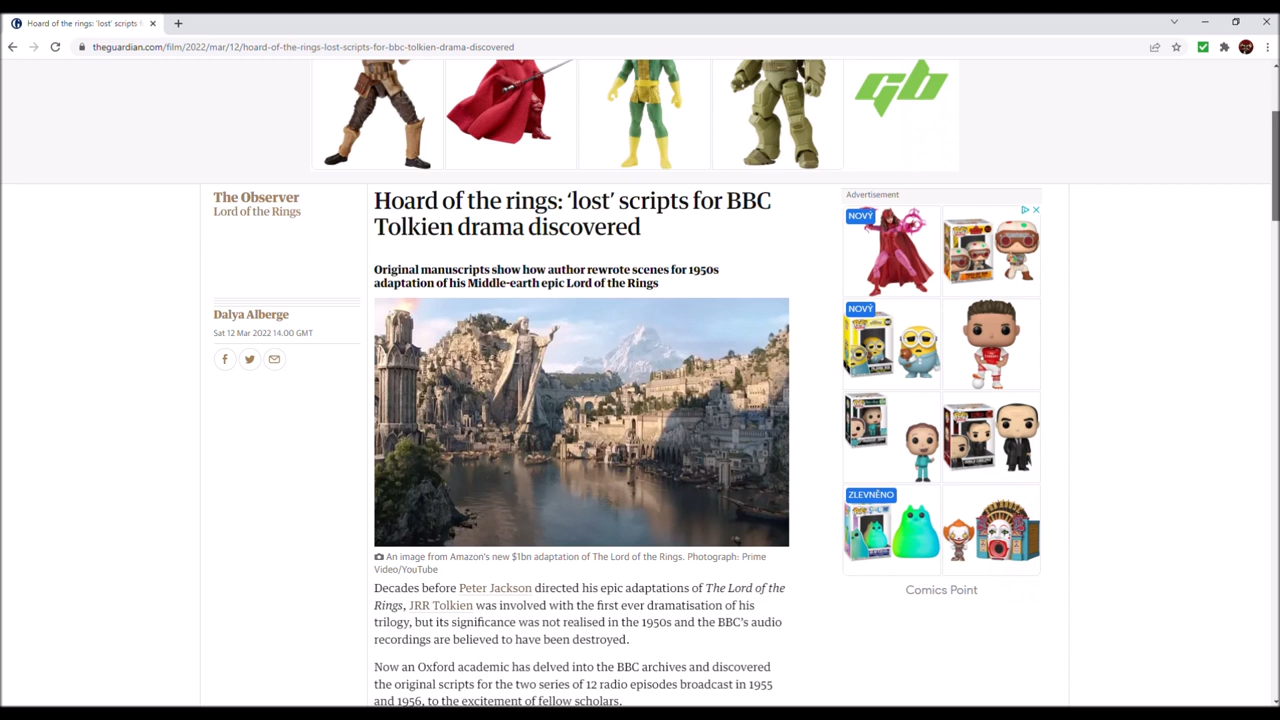 Hoard of the rings: 'lost' scripts f
theguardian.com/film/2022/mar/12/hoard-of-the-rings-lost-scripts-for-bbc-tolkien-drama-discovered
GB
The Observer
Lord of the Rings
Hoard of the rings: ‘lost’ scripts for BBC
Tolkien drama discovered
Original manuscripts show how author rewrote scenes for 1950s
adaptation of his Middle-earth epic Lord of the Rings
Dalya Alberge
Sat 12 Mar 2022 14.00 GMT
An image from Amazon's new $1bn adaptation of The Lord of the Rings. Photograph: Prime
Video/YouTube
Decades before Peter Jackson directed his epic adaptations of The Lord of the
Rings, JRR Tolkien was involved with the first ever dramatisation of his
trilogy, but its significance was not realised in the 1950s and the BBC’s audio
recordings are believed to have been destroyed.
Now an Oxford academic has delved into the BBC archives and discovered
the original scripts for the two series of 12 radio episodes broadcast in 1955
and 1956, to the excitement of fellow scholars.
Advertisement
NOVÝ
NOVÝ
ZLEVNĚNO
Comics Point